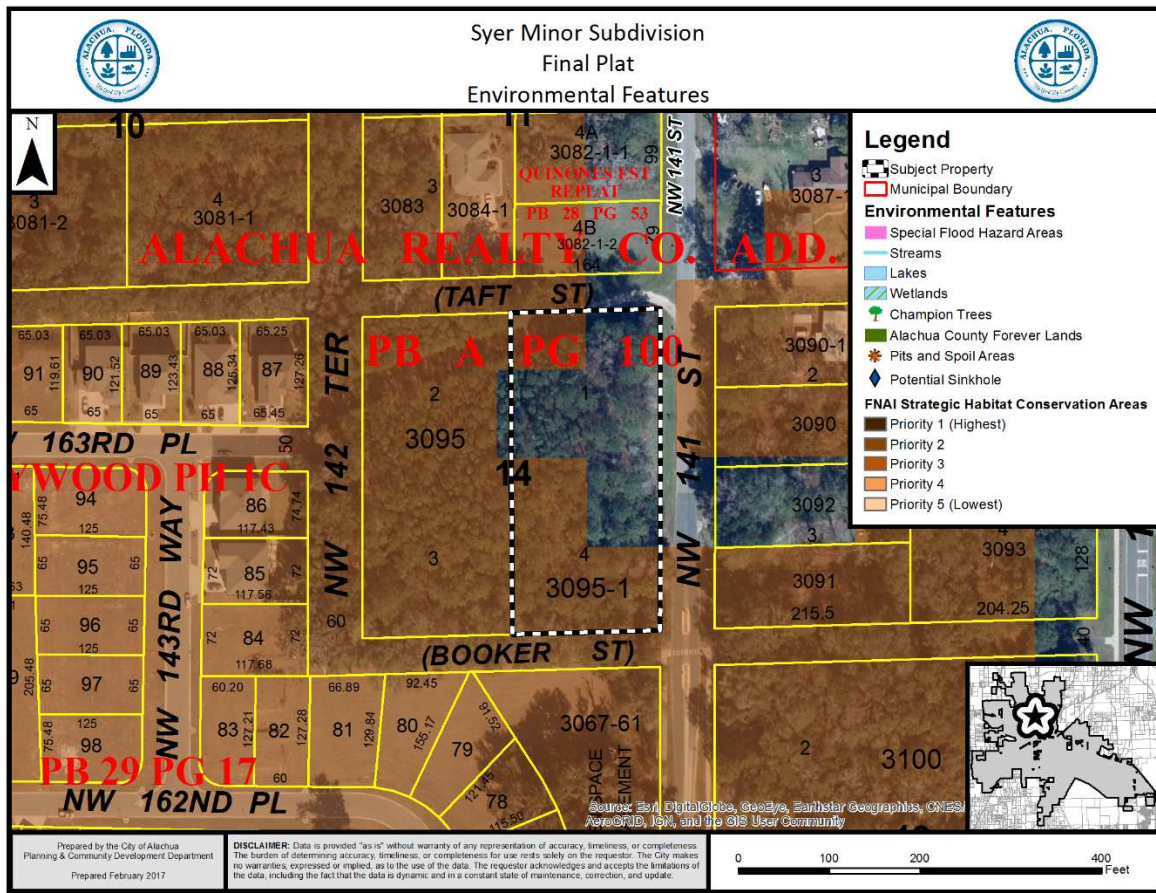 Syer Minor Subdivision
Final Plat
Environmental Features
ALACHUA, FLORIDA
ALACHUA, FLORIDA
N
Legend
Subject Property
Municipal Boundary
Environmental Features
Special Flood Hazard Areas
Streams
Lakes
Wetlands
Champion Trees
Alachua County Forever Lands
Pits and Spoil Areas
Potential Sinkhole
FNAI Strategic Habitat Conservation Areas
Priority 1 (Highest)
Priority 2
Priority 3
Priority 4
Priority 5 (Lowest)
10
11
3
3081-2
4
3081-1
3
3083
3084-1
4A
3082-1-1
99
QUINONES EST
REPLAT
PB 28 PG 53
4B
3082-1-2
79
164
NW 141 ST
3
3087-1
ALACHUA REALTY CO. ADD.
(TAFT ST)
PB A PG 100
65.03 65.03 65.03 65.03 65.25
91 119.61 90 121.52 89 123.43 88 125.34 87 127.26
65 65 65 65 65.45
NW 142 TER
2
3095
3
60
14
1
4
3095-1
NW 141 ST
3090-1
2
3090
3092
3
3091
215.5
4
3093
204.25
128
40
NW 1
163RD PL
50
YWOOD PH 1C
94
75.48
125
140.48
95
65 65
125
96
65 65
125
97
65 65
205.48
125
98
75.48
NW 143RD WAY
86
74.74
117.43
85
72 72
117.56
84
72 72
117.68
(BOOKER ST)
60.20 66.89 92.45
83 127.21 82 127.28 81 129.84 80 155.17 79 91.52
60
121.45
78
115.50
3067-61
SPACE
EMENT
2
3100
PB 29 PG 17
NW 162ND PL
Source: Esri, DigitalGlobe, GeoEye, Earthstar Geographics, CNES/
AeroGRID, IGN, and the GIS User Community
Prepared by the City of Alachua
Planning & Community Development Department
Prepared February 2017
DISCLAIMER: Data is provided "as is" without warranty of any representation of accuracy, timeliness, or completeness.
The burden of determining accuracy, timeliness, or completeness for use rests solely on the requestor. The City makes
no warranties, expressed or implied, as to the use of the data. The requestor acknowledges and accepts the limitations of
the data, including the fact that the data is dynamic and in a constant state of maintenance, correction, and update.
0 100 200 400
Feet